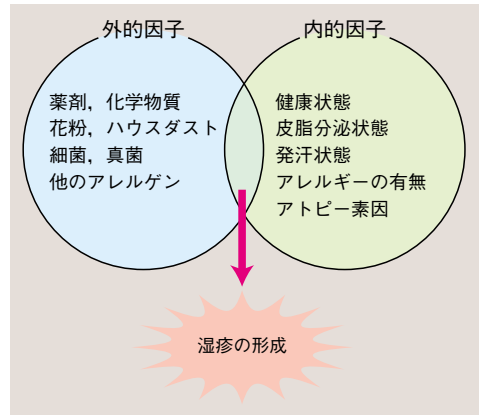 外的因子
内的因子
薬剤，化学物質
花粉，ハウスダスト
細菌，真菌
他のアレルゲン
健康状態
皮脂分泌状態
発汗状態
アレルギーの有無
アトピー素因
湿疹の形成